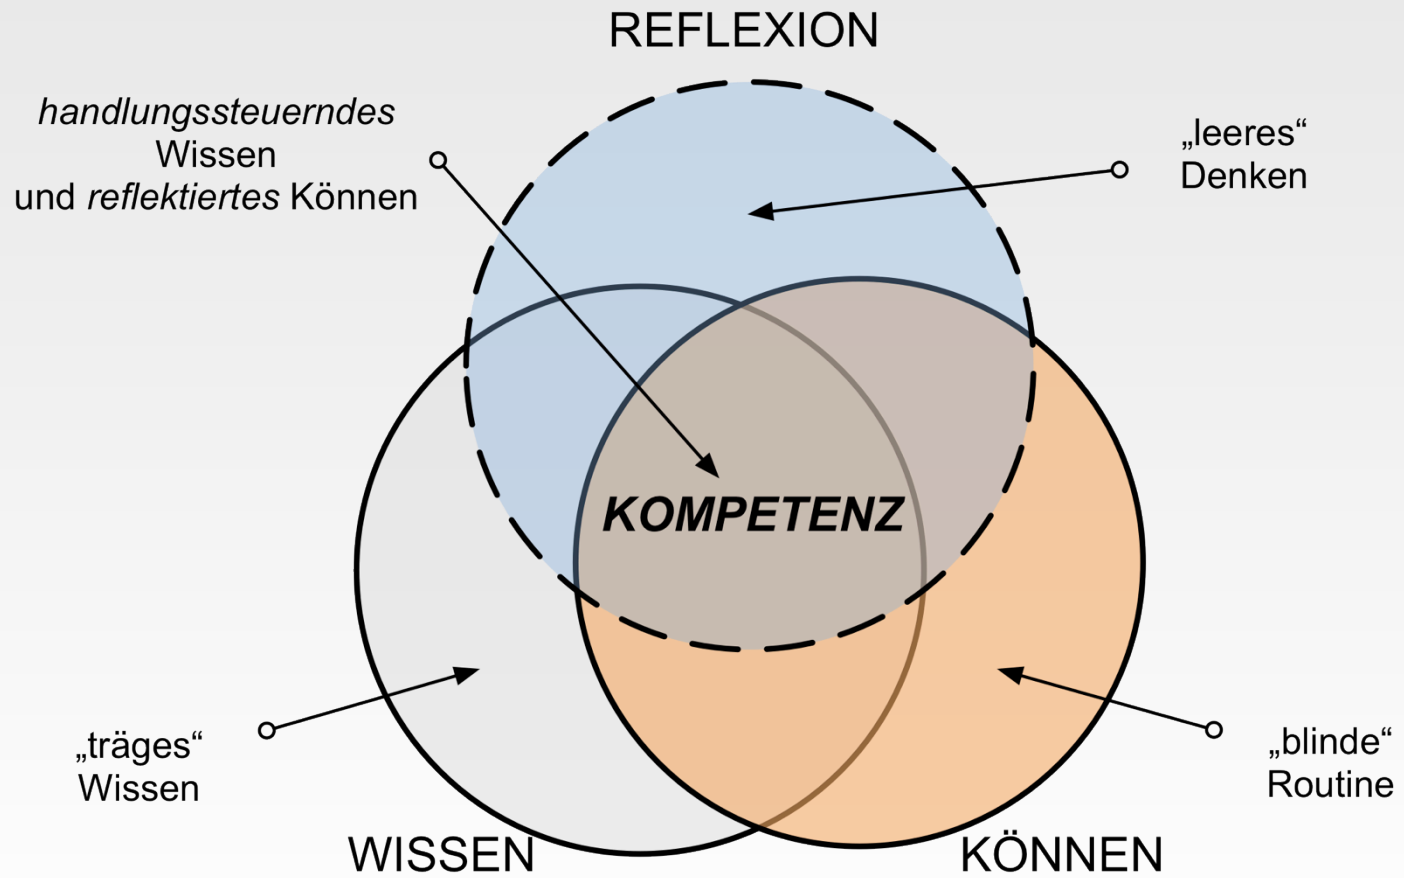 REFLEXION
handlungssteuerndes
Wissen
und reflektiertes Können
„leeres“
Denken
KOMPETENZ
„träges“
Wissen
„blinde“
Routine
WISSEN
KÖNNEN